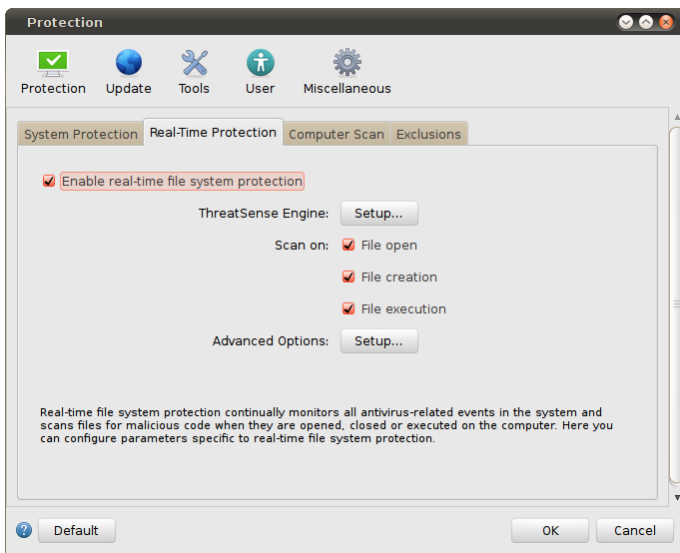 Protection
Protection Update Tools User Miscellaneous
System Protection Real-Time Protection Computer Scan Exclusions
Enable real-time file system protection
ThreatSense Engine: Setup...
Scan on: File open
File creation
File execution
Advanced Options: Setup...
Real-time file system protection continually monitors all antivirus-related events in the system and
scans files for malicious code when they are opened, closed or executed on the computer. Here you
can configure parameters specific to real-time file system protection.
? Default OK Cancel